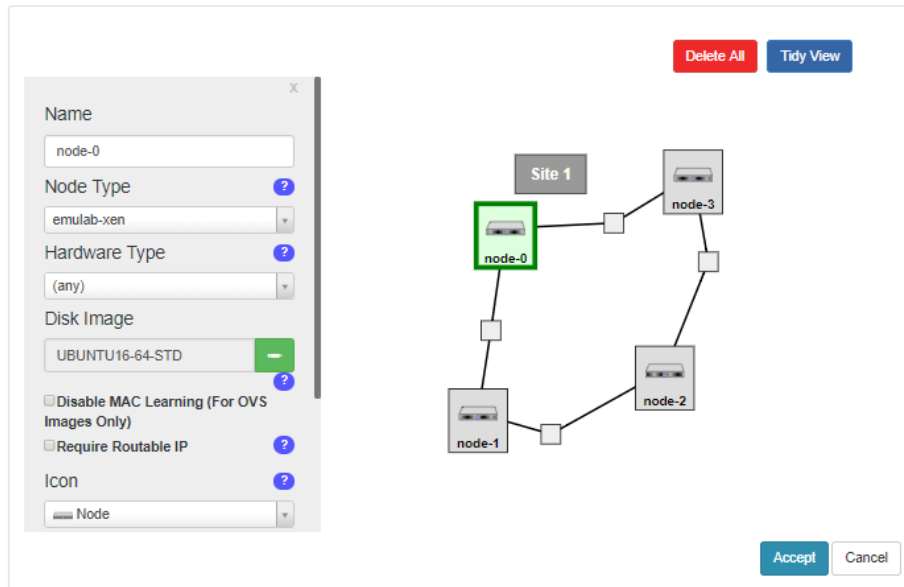 Delete All
Tidy View
x
Name
node-0
Node Type
?
emulab-xen
Hardware Type
?
(any)
Disk Image
UBUNTU16-64-STD
?
Disable MAC Learning (For OVS
Images Only)
Require Routable IP
?
Icon
?
Node
Site 1
node-3
node-0
node-2
node-1
Accept
Cancel